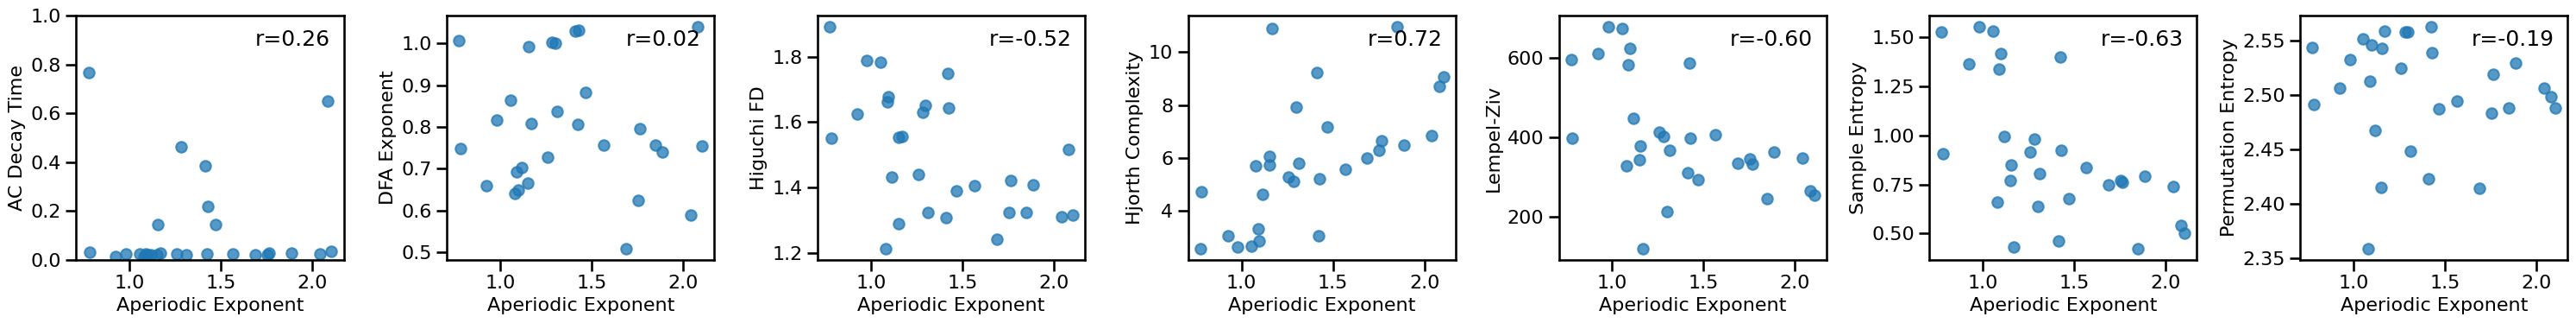 AC Decay Time
1.0
0.8
0.6
0.4
0.2
0.0
r=0.26
1.0 1.5 2.0
Aperiodic Exponent
DFA Exponent
1.0
0.9
0.8
0.7
0.6
0.5
r=0.02
1.0 1.5 2.0
Aperiodic Exponent
Higuchi FD
1.8
1.6
1.4
1.2
r=-0.52
1.0 1.5 2.0
Aperiodic Exponent
Hjorth Complexity
10
8
6
4
r=0.72
1.0 1.5 2.0
Aperiodic Exponent
Lempel-Ziv
600
400
200
r=-0.60
1.0 1.5 2.0
Aperiodic Exponent
Sample Entropy
1.50
1.25
1.00
0.75
0.50
r=-0.63
1.0 1.5 2.0
Aperiodic Exponent
Permutation Entropy
2.55
2.50
2.45
2.40
2.35
r=-0.19
1.0 1.5 2.0
Aperiodic Exponent